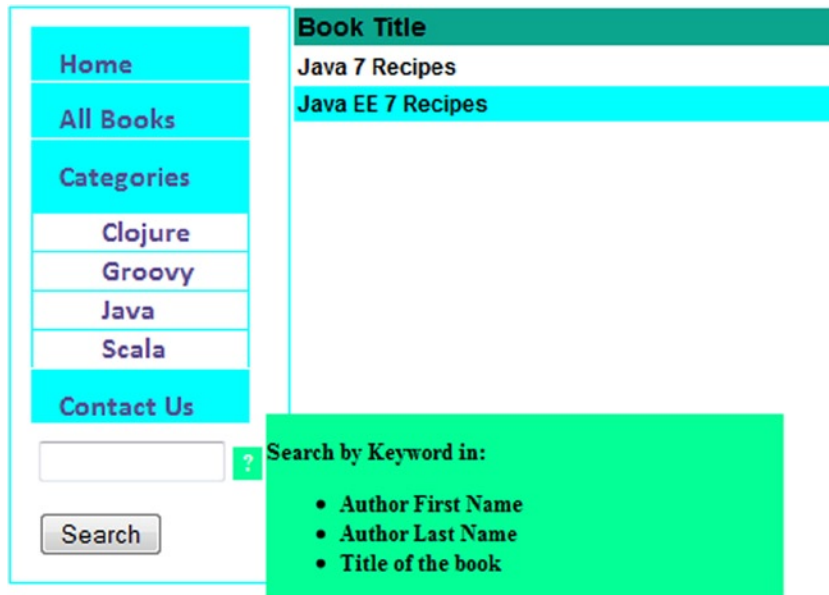 Home
All Books
Categories
Clojure
Groovy
Java
Scala
Contact Us
?
Search
Book Title
Java 7 Recipes
Java EE 7 Recipes
Search by Keyword in:
• Author First Name
• Author Last Name
• Title of the book